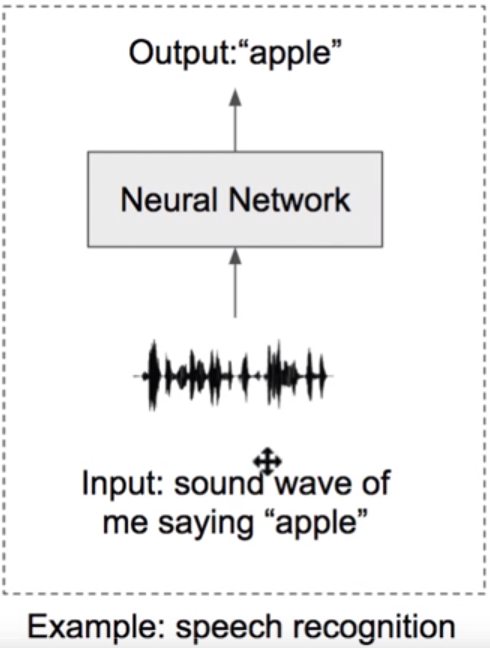 Output:“apple”
Neural Network
Input: sound wave of
me saying “apple”
Example: speech recognition